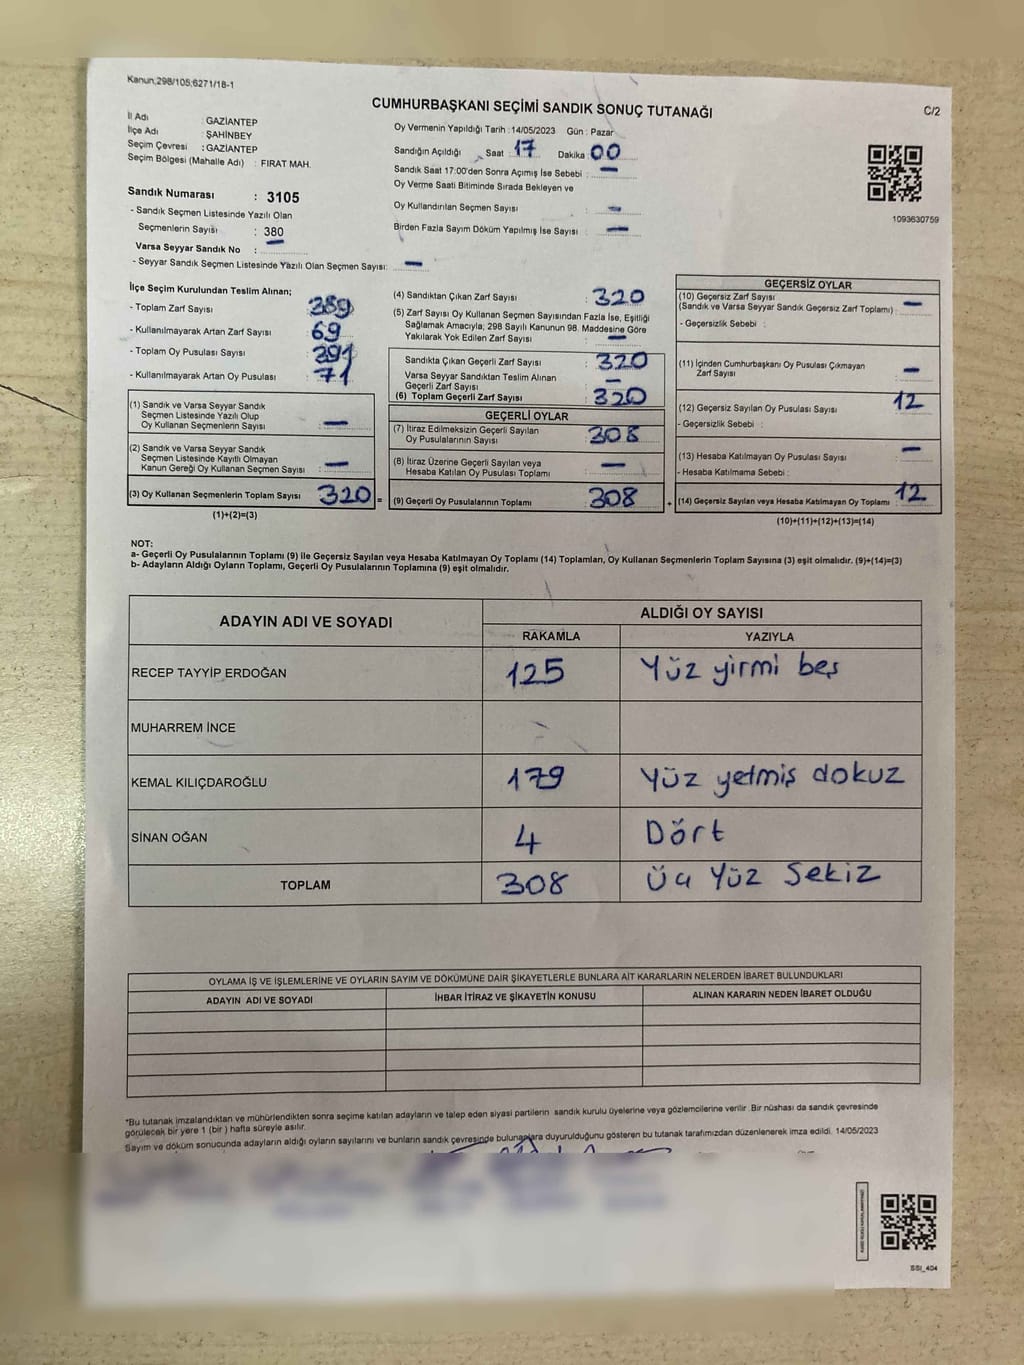 Kanun:298/105;6271/18-1
CUMHURBAŞKANI SEÇİMİ SANDIK SONUÇ TUTANAĞI
C/2
İl Adı : GAZİANTEP
İlçe Adı : ŞAHİNBEY
Seçim Çevresi : GAZİANTEP
Seçim Bölgesi (Mahalle Adı) : FIRAT MAH.
Sandık Numarası : 3105
- Sandık Seçmen Listesinde Yazılı Olan
Seçmenlerin Sayısı : 380
Varsa Seyyar Sandık No : —
- Seyyar Sandık Seçmen Listesinde Yazılı Olan Seçmen Sayısı: —
Oy Vermenin Yapıldığı Tarih : 14/05/2023 Gün : Pazar
Sandığın Açıldığı Saat : 17 Dakika : 00
Sandık Saat 17:00'den Sonra Açımış İse Sebebi : —
Oy Verme Saati Bitiminde Sırada Bekleyen ve
Oy Kullandırılan Seçmen Sayısı : —
Birden Fazla Sayım Döküm Yapılmış İse Sayısı : —
1093630759
İlçe Seçim Kurulundan Teslim Alınan;
- Toplam Zarf Sayısı : 389
- Kullanılmayarak Artan Zarf Sayısı : 69
- Toplam Oy Pusulası Sayısı : 391
- Kullanılmayarak Artan Oy Pusulası : 71
(1) Sandık ve Varsa Seyyar Sandık
Seçmen Listesinde Yazılı Olup
Oy Kullanan Seçmenlerin Sayısı : —
(2) Sandık ve Varsa Seyyar Sandık
Seçmen Listesinde Kayıtlı Olmayan
Kanun Gereği Oy Kullanan Seçmen Sayısı : —
(3) Oy Kullanan Seçmenlerin Toplam Sayısı : 320 =
(1)+(2)=(3)
(4) Sandıktan Çıkan Zarf Sayısı : 320
(5) Zarf Sayısı Oy Kullanan Seçmen Sayısından Fazla İse, Eşitliği
Sağlamak Amacıyla; 298 Sayılı Kanunun 98. Maddesine Göre
Yakılarak Yok Edilen Zarf Sayısı : —
Sandıkta Çıkan Geçerli Zarf Sayısı : 320
Varsa Seyyar Sandıktan Teslim Alınan
Geçerli Zarf Sayısı : —
(6) Toplam Geçerli Zarf Sayısı : 320
GEÇERLİ OYLAR
(7) İtiraz Edilmeksizin Geçerli Sayılan
Oy Pusulalarının Sayısı : 308
(8) İtiraz Üzerine Geçerli Sayılan veya
Hesaba Katılan Oy Pusulası Toplamı : —
(9) Geçerli Oy Pusulalarının Toplamı : 308 +
GEÇERSİZ OYLAR
(10) Geçersiz Zarf Sayısı
(Sandık ve Varsa Seyyar Sandık Geçersiz Zarf Toplamı) : —
- Geçersizlik Sebebi :
(11) İçinden Cumhurbaşkanı Oy Pusulası Çıkmayan
Zarf Sayısı : —
(12) Geçersiz Sayılan Oy Pusulası Sayısı : 12
- Geçersizlik Sebebi :
(13) Hesaba Katılmayan Oy Pusulası Sayısı : —
- Hesaba Katılmama Sebebi :
(14) Geçersiz Sayılan veya Hesaba Katılmayan Oy Toplamı : 12
(10)+(11)+(12)+(13)=(14)
NOT:
a- Geçerli Oy Pusulalarının Toplamı (9) ile Geçersiz Sayılan veya Hesaba Katılmayan Oy Toplamı (14) Toplamları, Oy Kullanan Seçmenlerin Toplam Sayısına (3) eşit olmalıdır. (9)+(14)=(3)
b- Adayların Aldığı Oyların Toplamı, Geçerli Oy Pusulalarının Toplamına (9) eşit olmalıdır.
ADAYIN ADI VE SOYADI
ALDIĞI OY SAYISI
RAKAMLA YAZIYLA
RECEP TAYYİP ERDOĞAN 125 Yüz yirmi beş
MUHARREM İNCE
KEMAL KILIÇDAROĞLU 179 Yüz yetmiş dokuz
SİNAN OĞAN 4 Dört
TOPLAM 308 Üç Yüz Sekiz
OYLAMA İŞ VE İŞLEMLERİNE VE OYLARIN SAYIM VE DÖKÜMÜNE DAİR ŞİKAYETLERLE BUNLARA AİT KARARLARIN NELERDEN İBARET BULUNDUKLARI
ADAYIN ADI VE SOYADI İHBAR İTİRAZ VE ŞİKAYETİN KONUSU ALINAN KARARIN NEDEN İBARET OLDUĞU
*Bu tutanak imzalandıktan ve mühürlendikten sonra seçime katılan adayların ve talep eden siyasi partilerin sandık kurulu üyelerine veya gözlemcilerine verilir. Bir nüshası da sandık çevresinde
görülecek bir yere 1 (bir) hafta süreyle asılır.
Sayım ve döküm sonucunda adayların aldığı oyların sayılarını ve bunların sandık çevresinde bulunanlara duyurulduğunu gösteren bu tutanak tarafımızdan düzenlenerek imza edildi. 14/05/2023
SSI_404